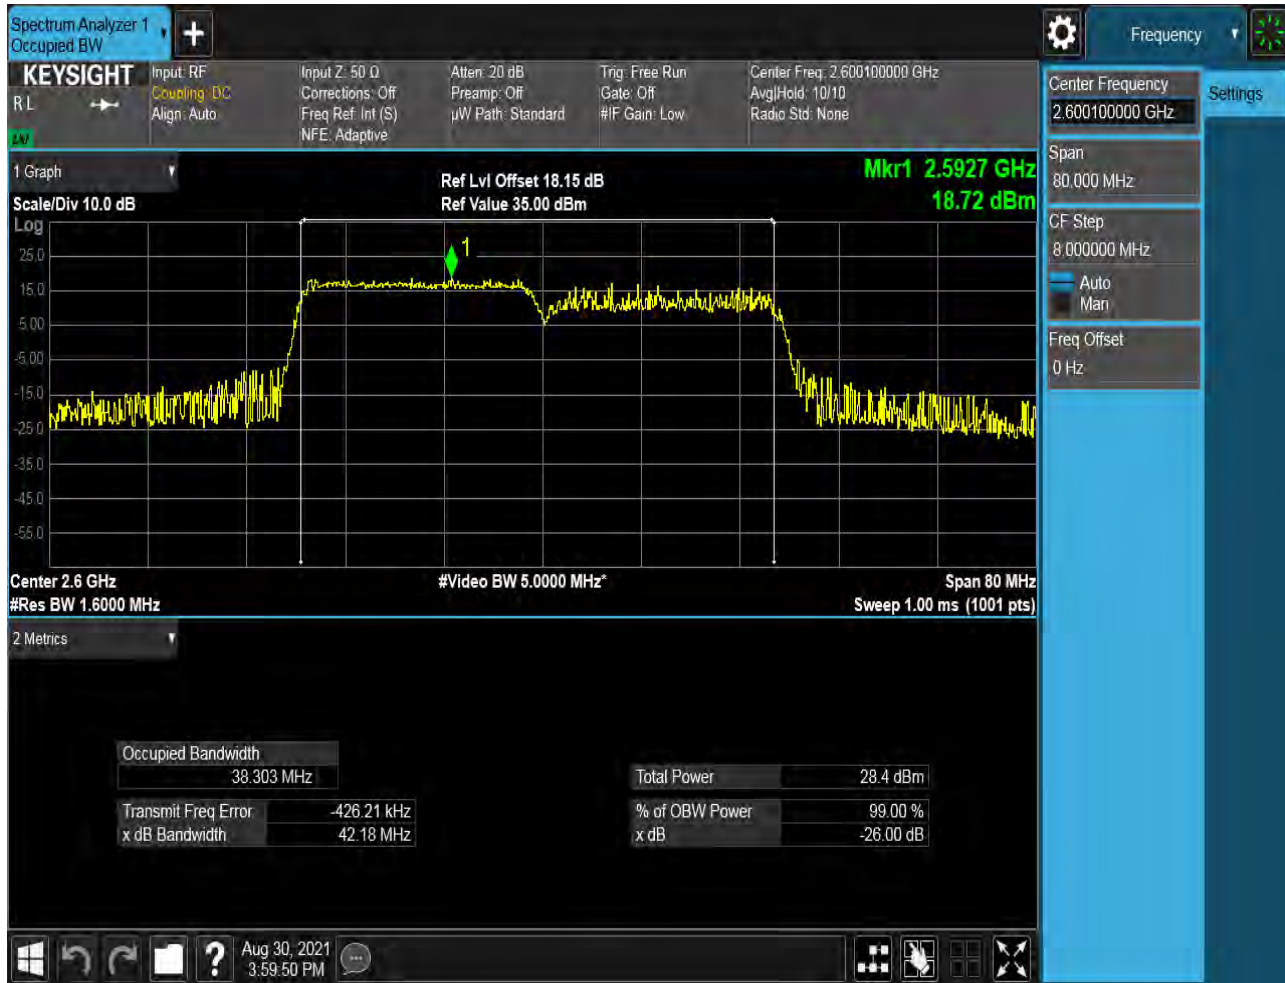 Spectrum Analyzer 1
Occupied BW
Frequency
KEYSIGHT
R L
Input: RF
Coupling: DC
Align: Auto
Input Z: 50 Ω
Corrections: Off
Freq Ref: Int (S)
NFE: Adaptive
Atten: 20 dB
Preamp: Off
µW Path: Standard
Trig: Free Run
Gate: Off
#IF Gain: Low
Center Freq: 2.600100000 GHz
Avg|Hold: 10/10
Radio Std: None
Center Frequency
2.600100000 GHz
Settings
Span
80.000 MHz
CF Step
8.000000 MHz
Auto
Man
Freq Offset
0 Hz
1 Graph
Scale/Div 10.0 dB
Ref Lvl Offset 18.15 dB
Ref Value 35.00 dBm
Mkr1 2.5927 GHz
18.72 dBm
Log
25.0
15.0
5.00
-5.00
-15.0
-25.0
-35.0
-45.0
-55.0
1
Center 2.6 GHz
#Video BW 5.0000 MHz*
Span 80 MHz
#Res BW 1.6000 MHz
Sweep 1.00 ms (1001 pts)
2 Metrics
Occupied Bandwidth
38.303 MHz
Total Power 28.4 dBm
Transmit Freq Error -426.21 kHz
% of OBW Power 99.00 %
x dB Bandwidth 42.18 MHz
x dB -26.00 dB
?
Aug 30, 2021
3:59:50 PM